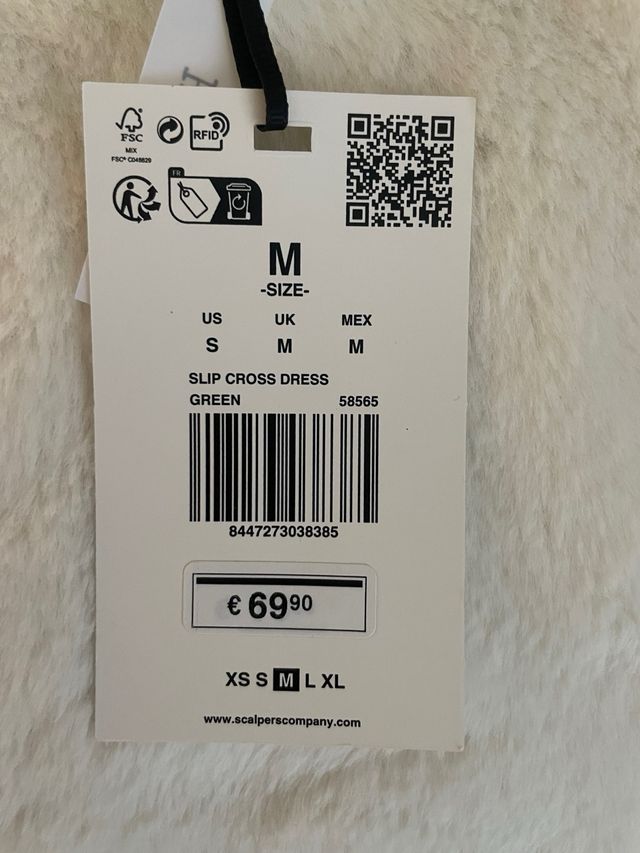 FSC
MIX
FSC® C048829
RFID
FR
M
-SIZE-
US UK MEX
S M M
SLIP CROSS DRESS
GREEN 58565
8447273038385
€ 69⁹⁰
XS S M L XL
www.scalperscompany.com